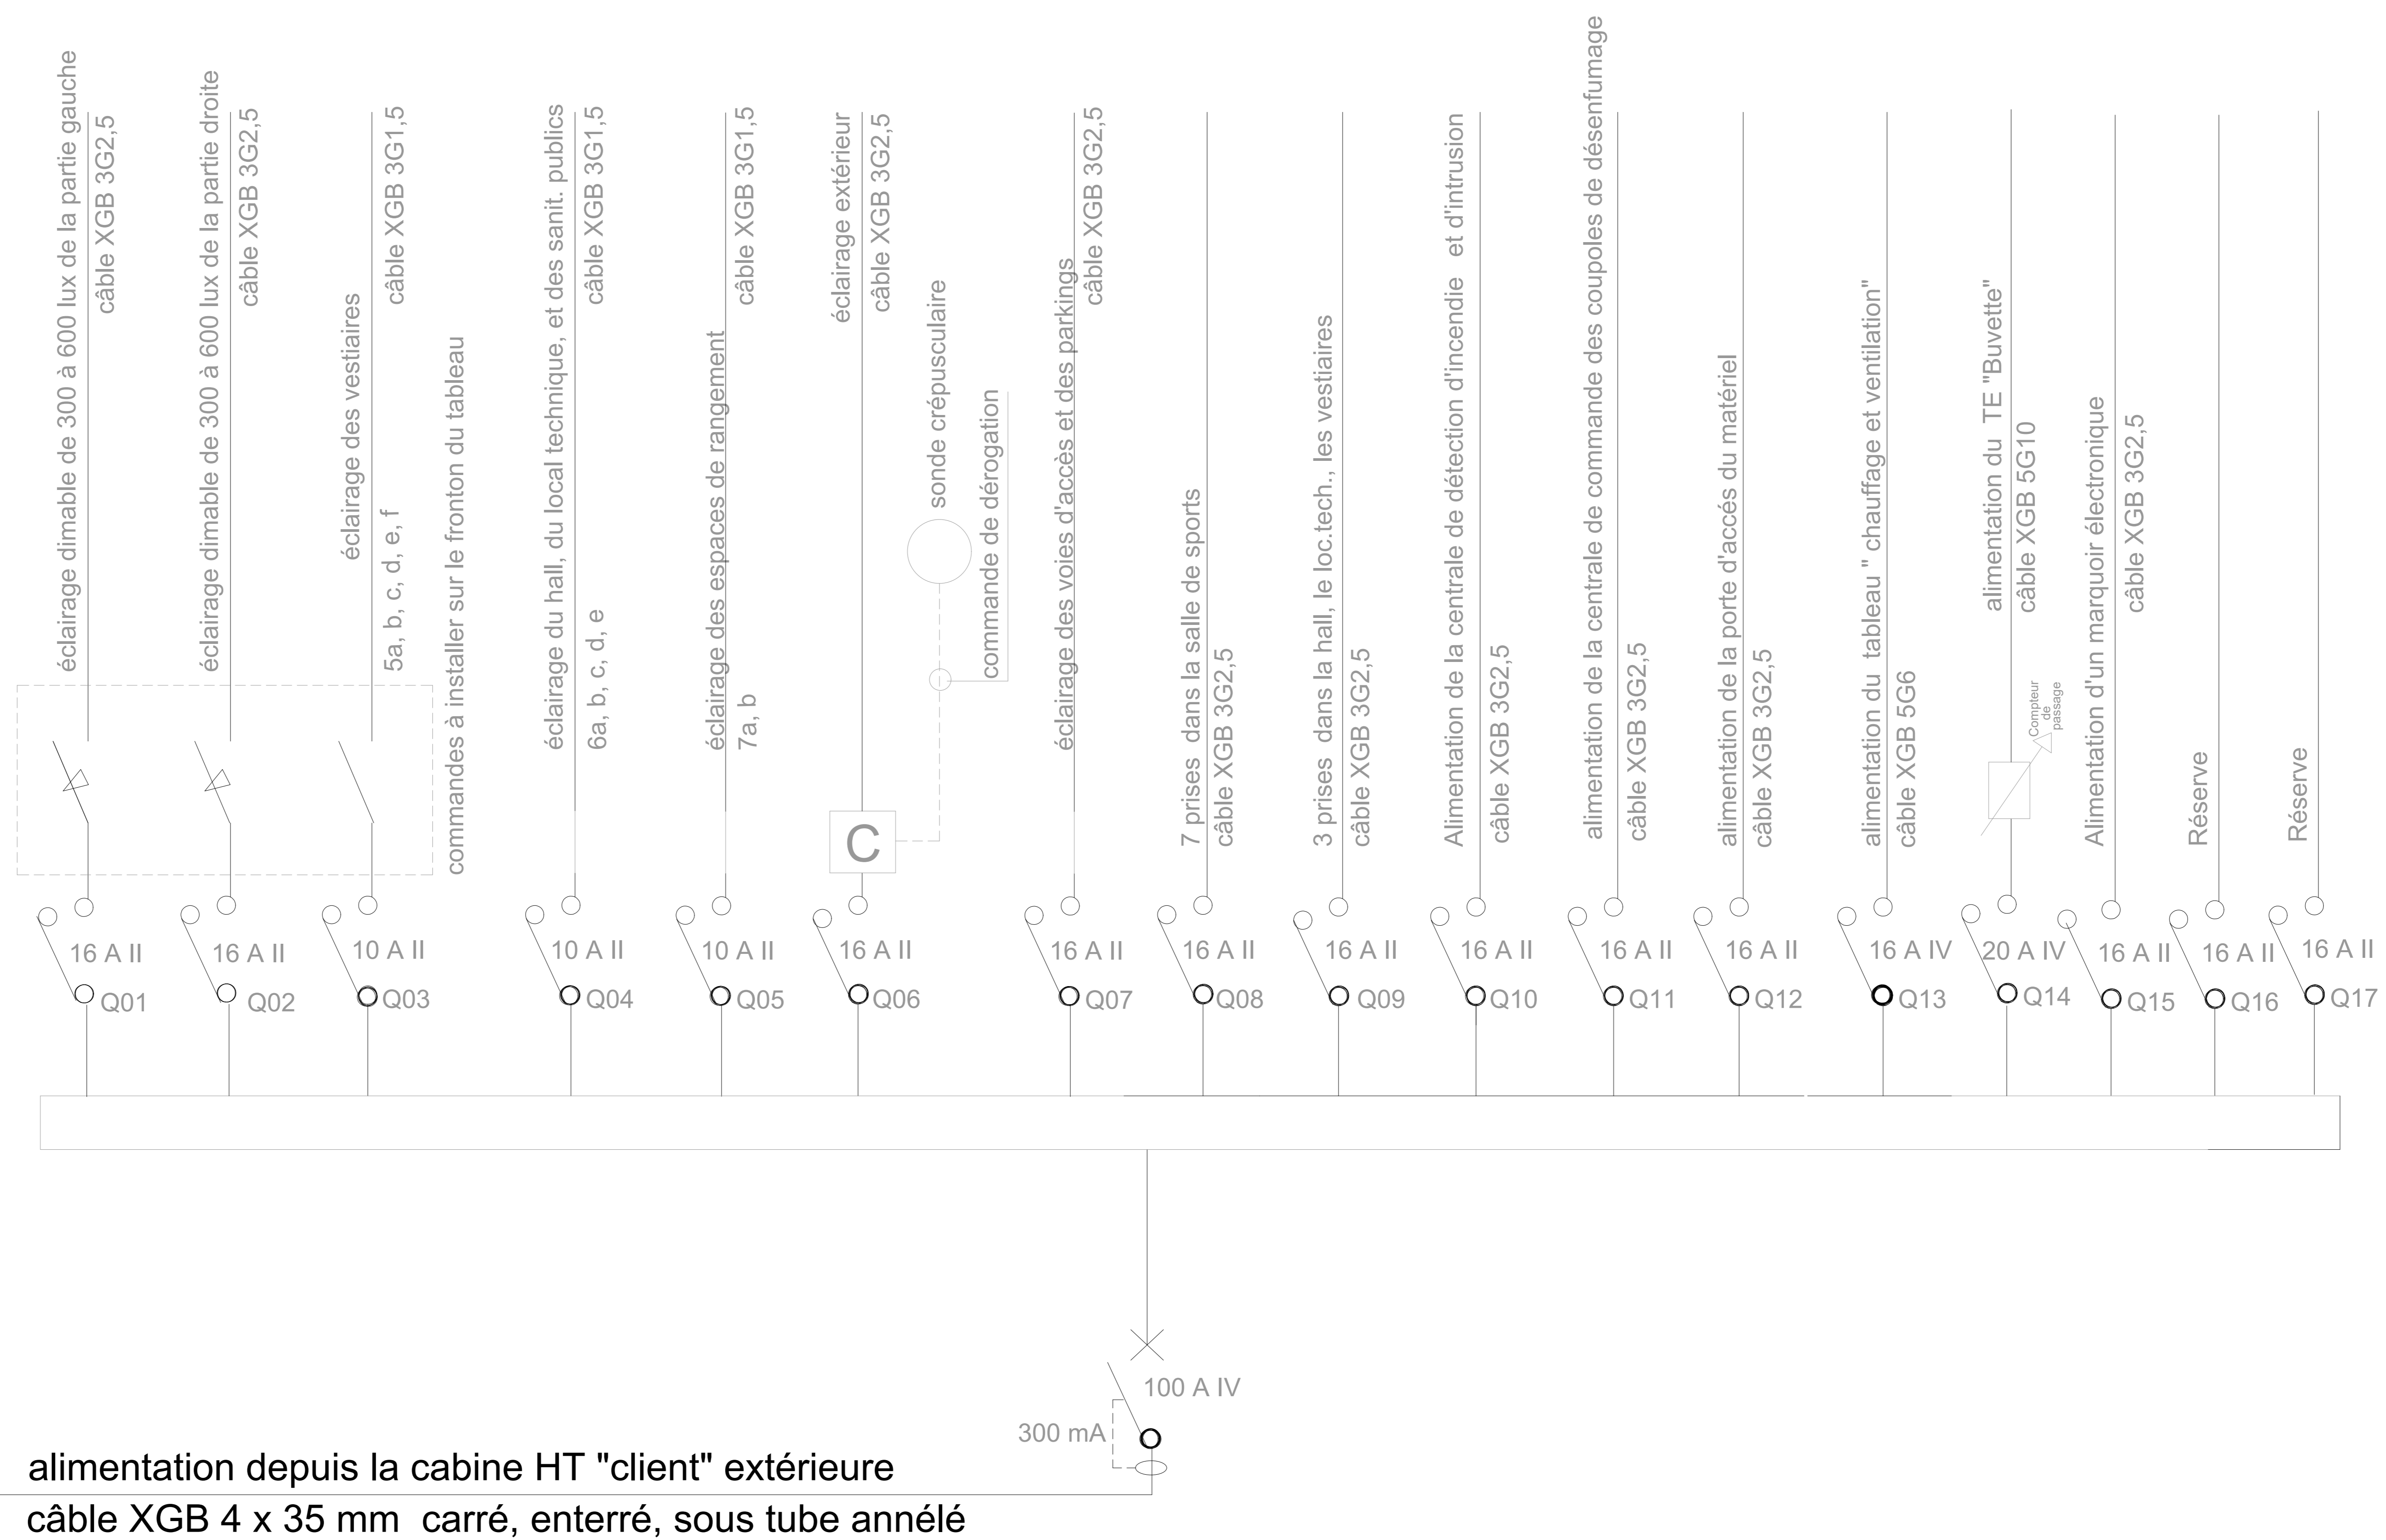 éclairage dimable de 300 à 600 lux de la partie gauche
câble XGB 3G2,5
éclairage dimable de 300 à 600 lux de la partie droite
câble XGB 3G2,5
éclairage des vestiaires
5a, b, c, d, e, f
câble XGB 3G1,5
commandes à installer sur le fronton du tableau
éclairage du hall, du local technique, et des sanit. publics
6a, b, c, d, e
câble XGB 3G1,5
éclairage des espaces de rangement
7a, b
câble XGB 3G1,5
éclairage extérieur
câble XGB 3G2,5
sonde crépusculaire
commande de dérogation
C
éclairage des voies d'accès et des parkings
câble XGB 3G2,5
7 prises dans la salle de sports
câble XGB 3G2,5
3 prises dans la hall, le loc.tech., les vestiaires
câble XGB 3G2,5
Alimentation de la centrale de détection d'incendie et d'intrusion
câble XGB 3G2,5
alimentation de la centrale de commande des coupoles de désenfumage
câble XGB 3G2,5
alimentation de la porte d'accés du matériel
câble XGB 3G2,5
alimentation du tableau " chauffage et ventilation"
câble XGB 5G6
alimentation du TE "Buvette"
câble XGB 5G10
Compteur
de
passage
Alimentation d'un marquoir électronique
câble XGB 3G2,5
Réserve
Réserve
16 A II
16 A II
10 A II
10 A II
10 A II
16 A II
16 A II
16 A II
16 A II
16 A II
16 A II
16 A II
16 A IV
20 A IV
16 A II
16 A II
16 A II
Q01
Q02
Q03
Q04
Q05
Q06
Q07
Q08
Q09
Q10
Q11
Q12
Q13
Q14
Q15
Q16
Q17
100 A IV
300 mA
alimentation depuis la cabine HT "client" extérieure
câble XGB 4 x 35 mm carré, enterré, sous tube annélé